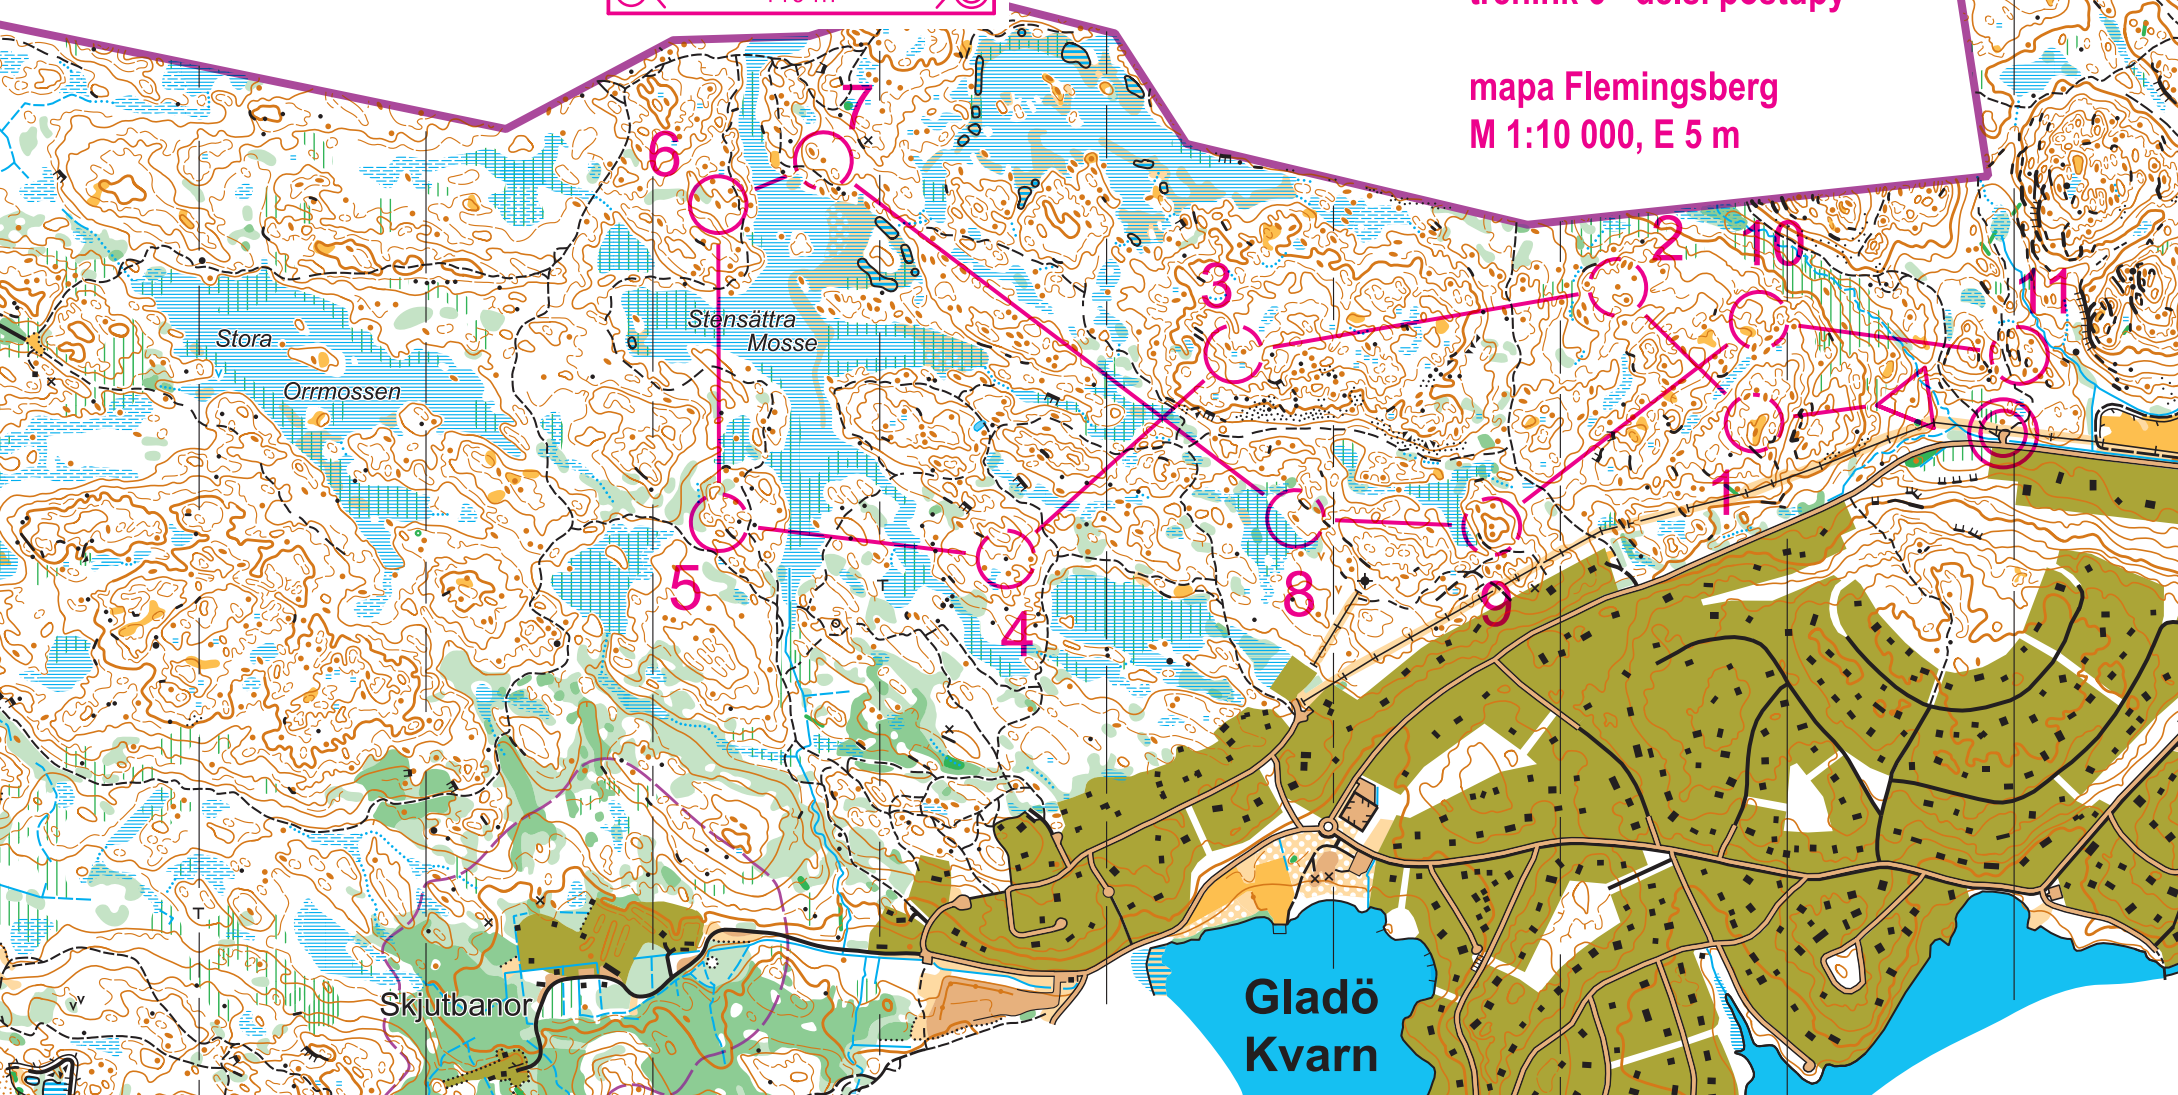 mapa Flemingsberg
M 1:10 000, E 5 m
7
6
2
10
3
11
Stensättra
Mosse
Stora
Orrmossen
1
5
8
9
4
Skjutbanor
Gladö
Kvarn